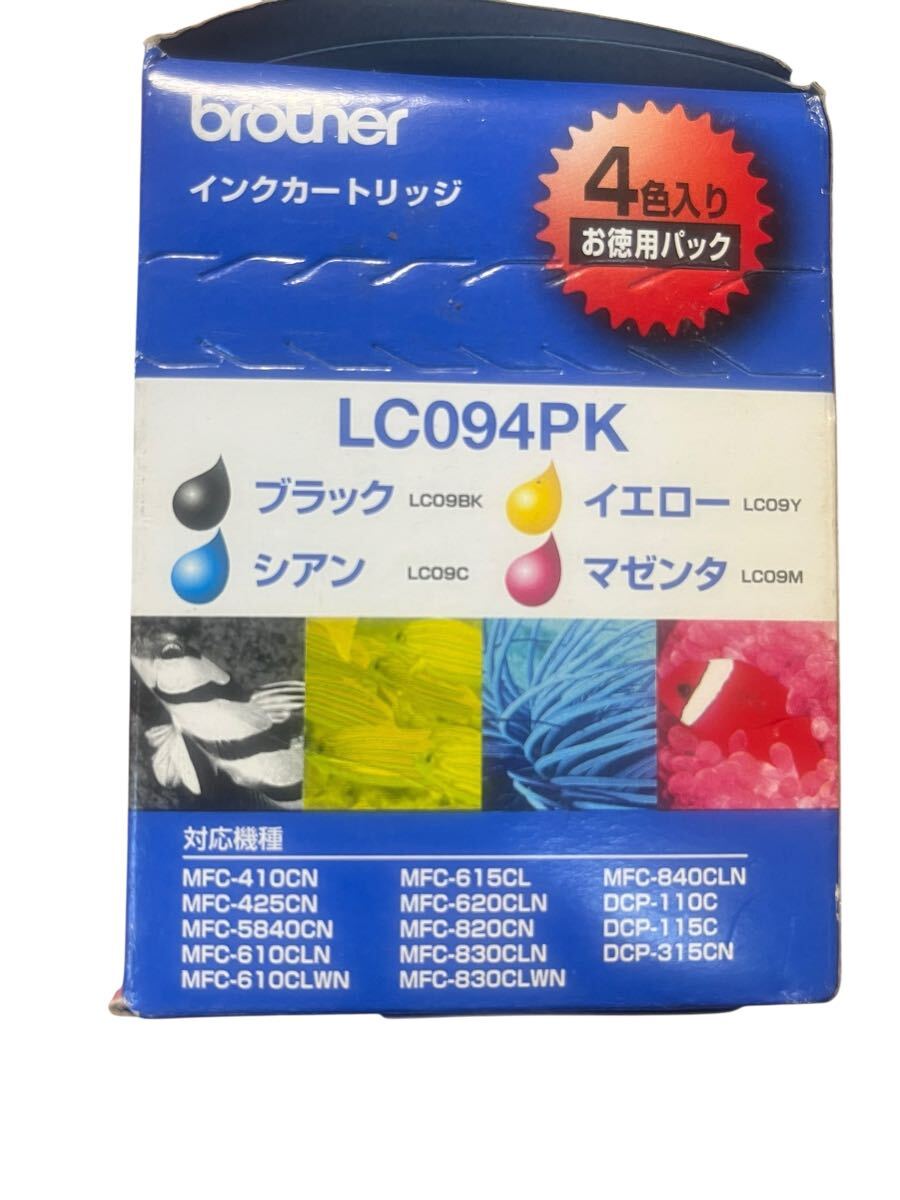 brother
インクカートリッジ
4色入り
お徳用パック
LC094PK
ブラック LC09BK
イエロー LC09Y
シアン LC09C
マゼンタ LC09M
対応機種
MFC-410CN
MFC-425CN
MFC-5840CN
MFC-610CLN
MFC-610CLWN
MFC-615CL
MFC-620CLN
MFC-820CN
MFC-830CLN
MFC-830CLWN
MFC-840CLN
DCP-110C
DCP-115C
DCP-315CN